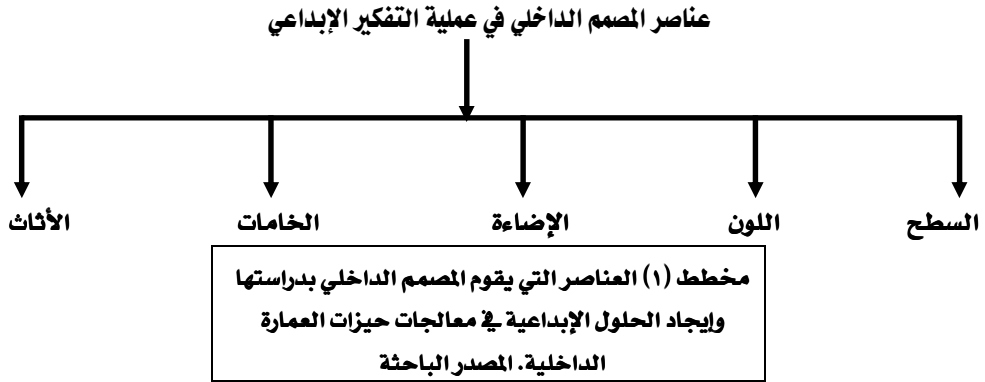 عناصر المصمم الداخلي في عملية التفكير الإبداعي
السطح اللون الإضاءة الخامات الأثاث
مخطط (١) العناصر التي يقوم المصمم الداخلي بدراستها
وإيجاد الحلول الإبداعية في معالجات حيزات العمارة
الداخلية. المصدر الباحثة